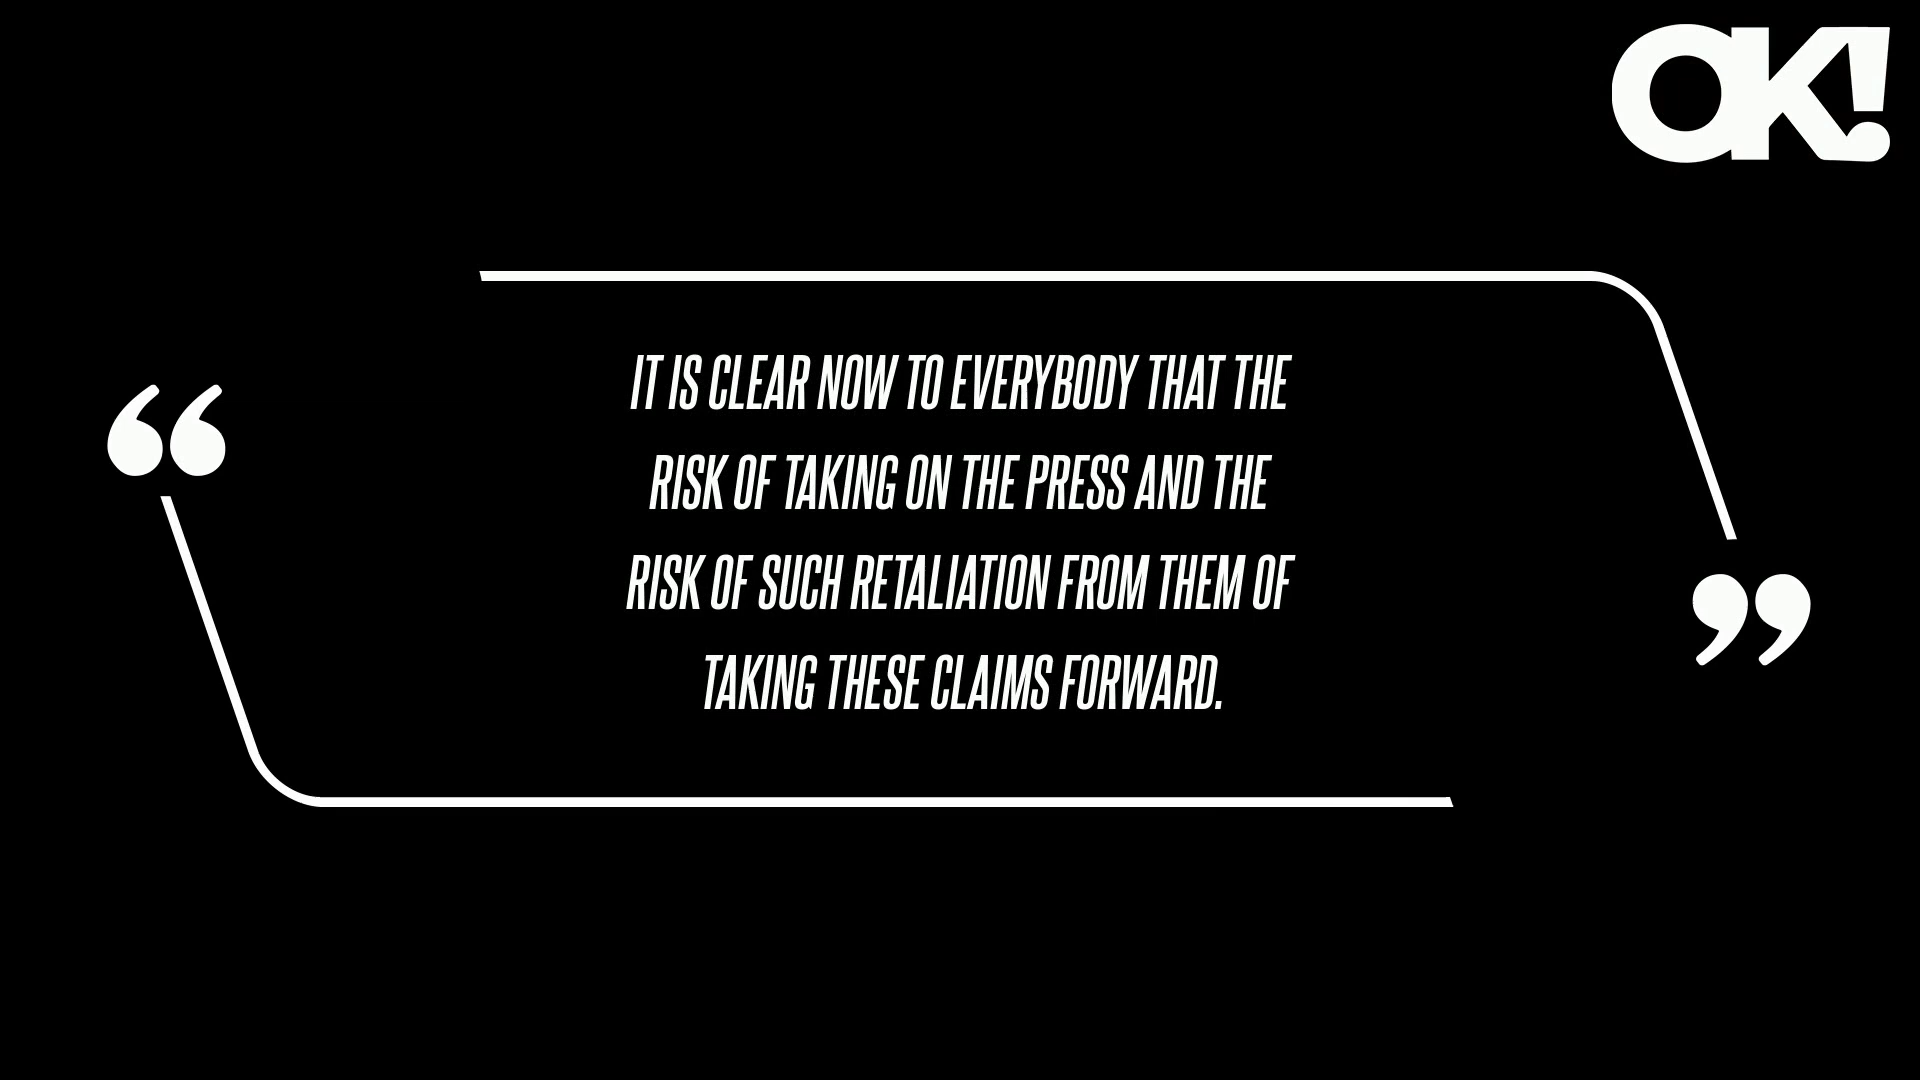 OK!
“
IT IS CLEAR NOW TO EVERYBODY THAT THE
RISK OF TAKING ON THE PRESS AND THE
RISK OF SUCH RETALIATION FROM THEM OF
TAKING THESE CLAIMS FORWARD.
”